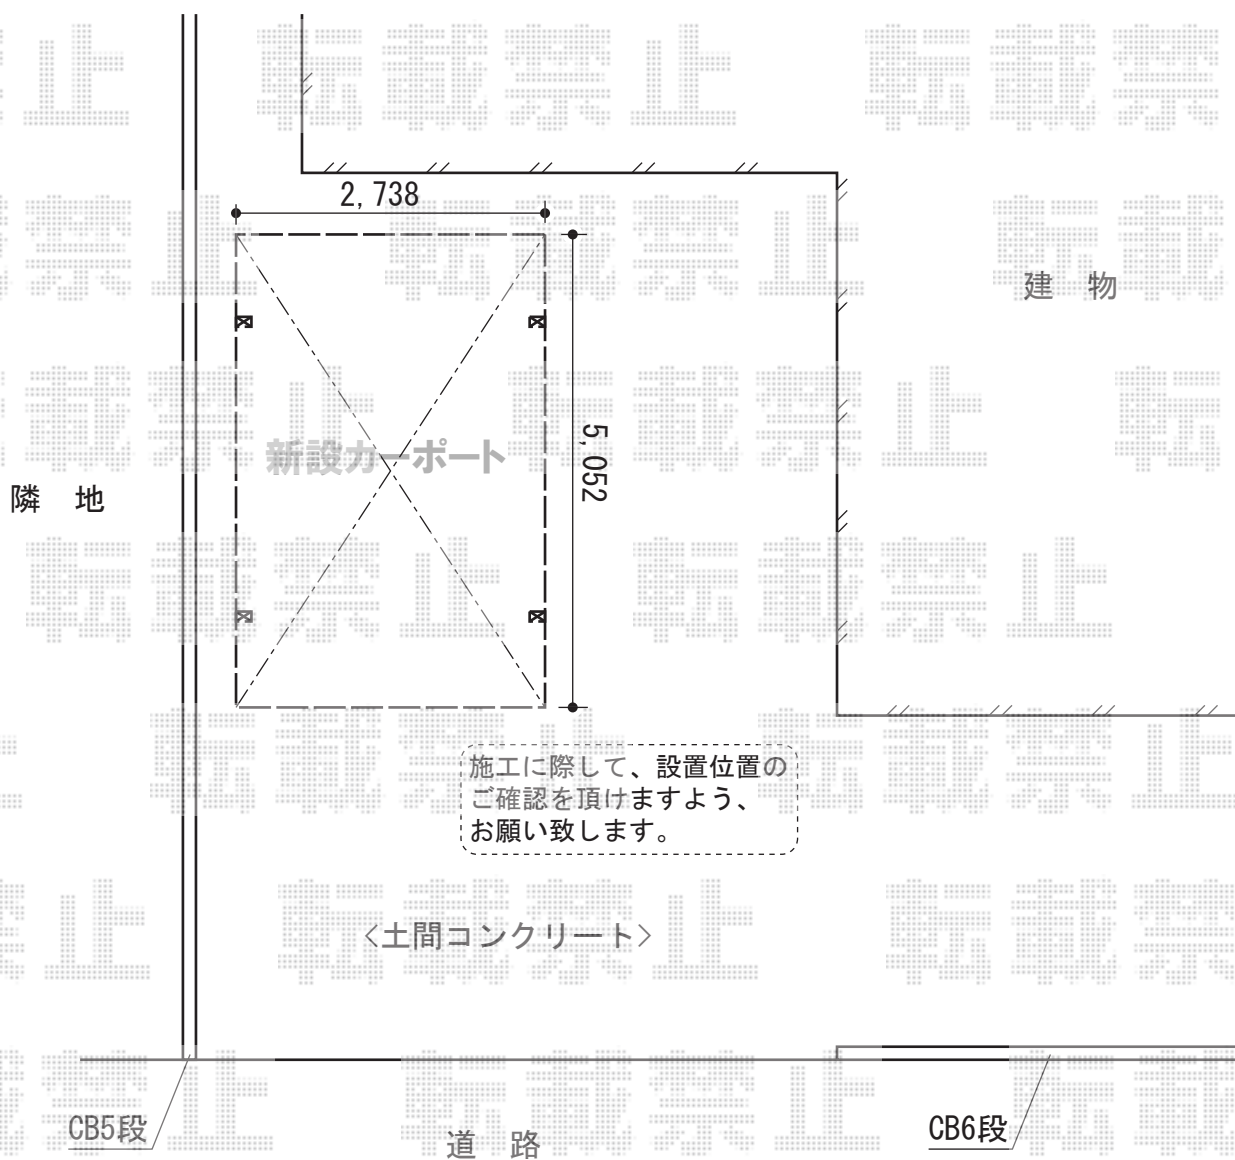 2,738
建 物
新設カーポート
5,052
隣 地
施工に際して、設置位置の
ご確認を頂けますよう、
お願い致します。
<土間コンクリート>
CB5段
道 路
CB6段
転載禁止